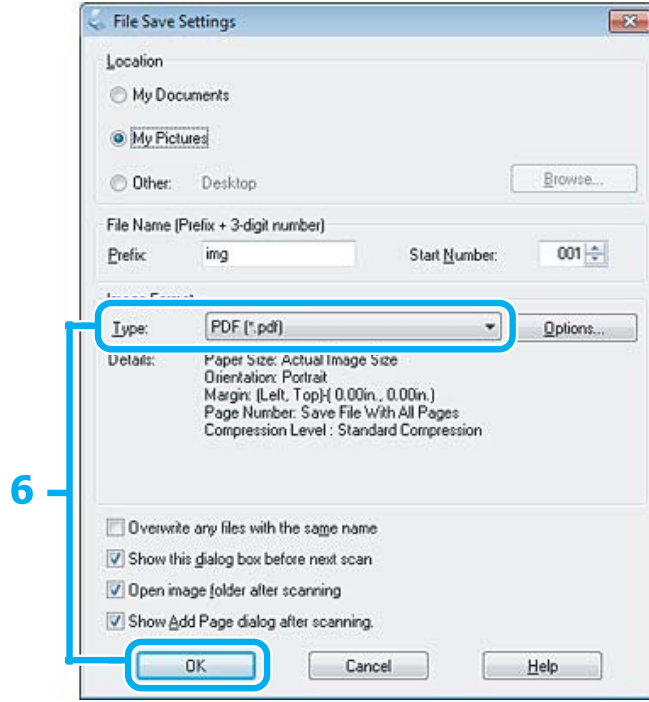 File Save Settings
Location
My Documents
My Pictures
Other: Desktop Browse...
File Name (Prefix + 3-digit number)
Prefix: img Start Number: 001
Image Format
Type: PDF (*.pdf) Options...
Details: Paper Size: Actual Image Size
Orientation: Portrait
Margin: (Left, Top)-( 0.00in., 0.00in.)
Page Number: Save File With All Pages
Compression Level : Standard Compression
6
Overwrite any files with the same name
Show this dialog box before next scan
Open image folder after scanning
Show Add Page dialog after scanning.
OK Cancel Help